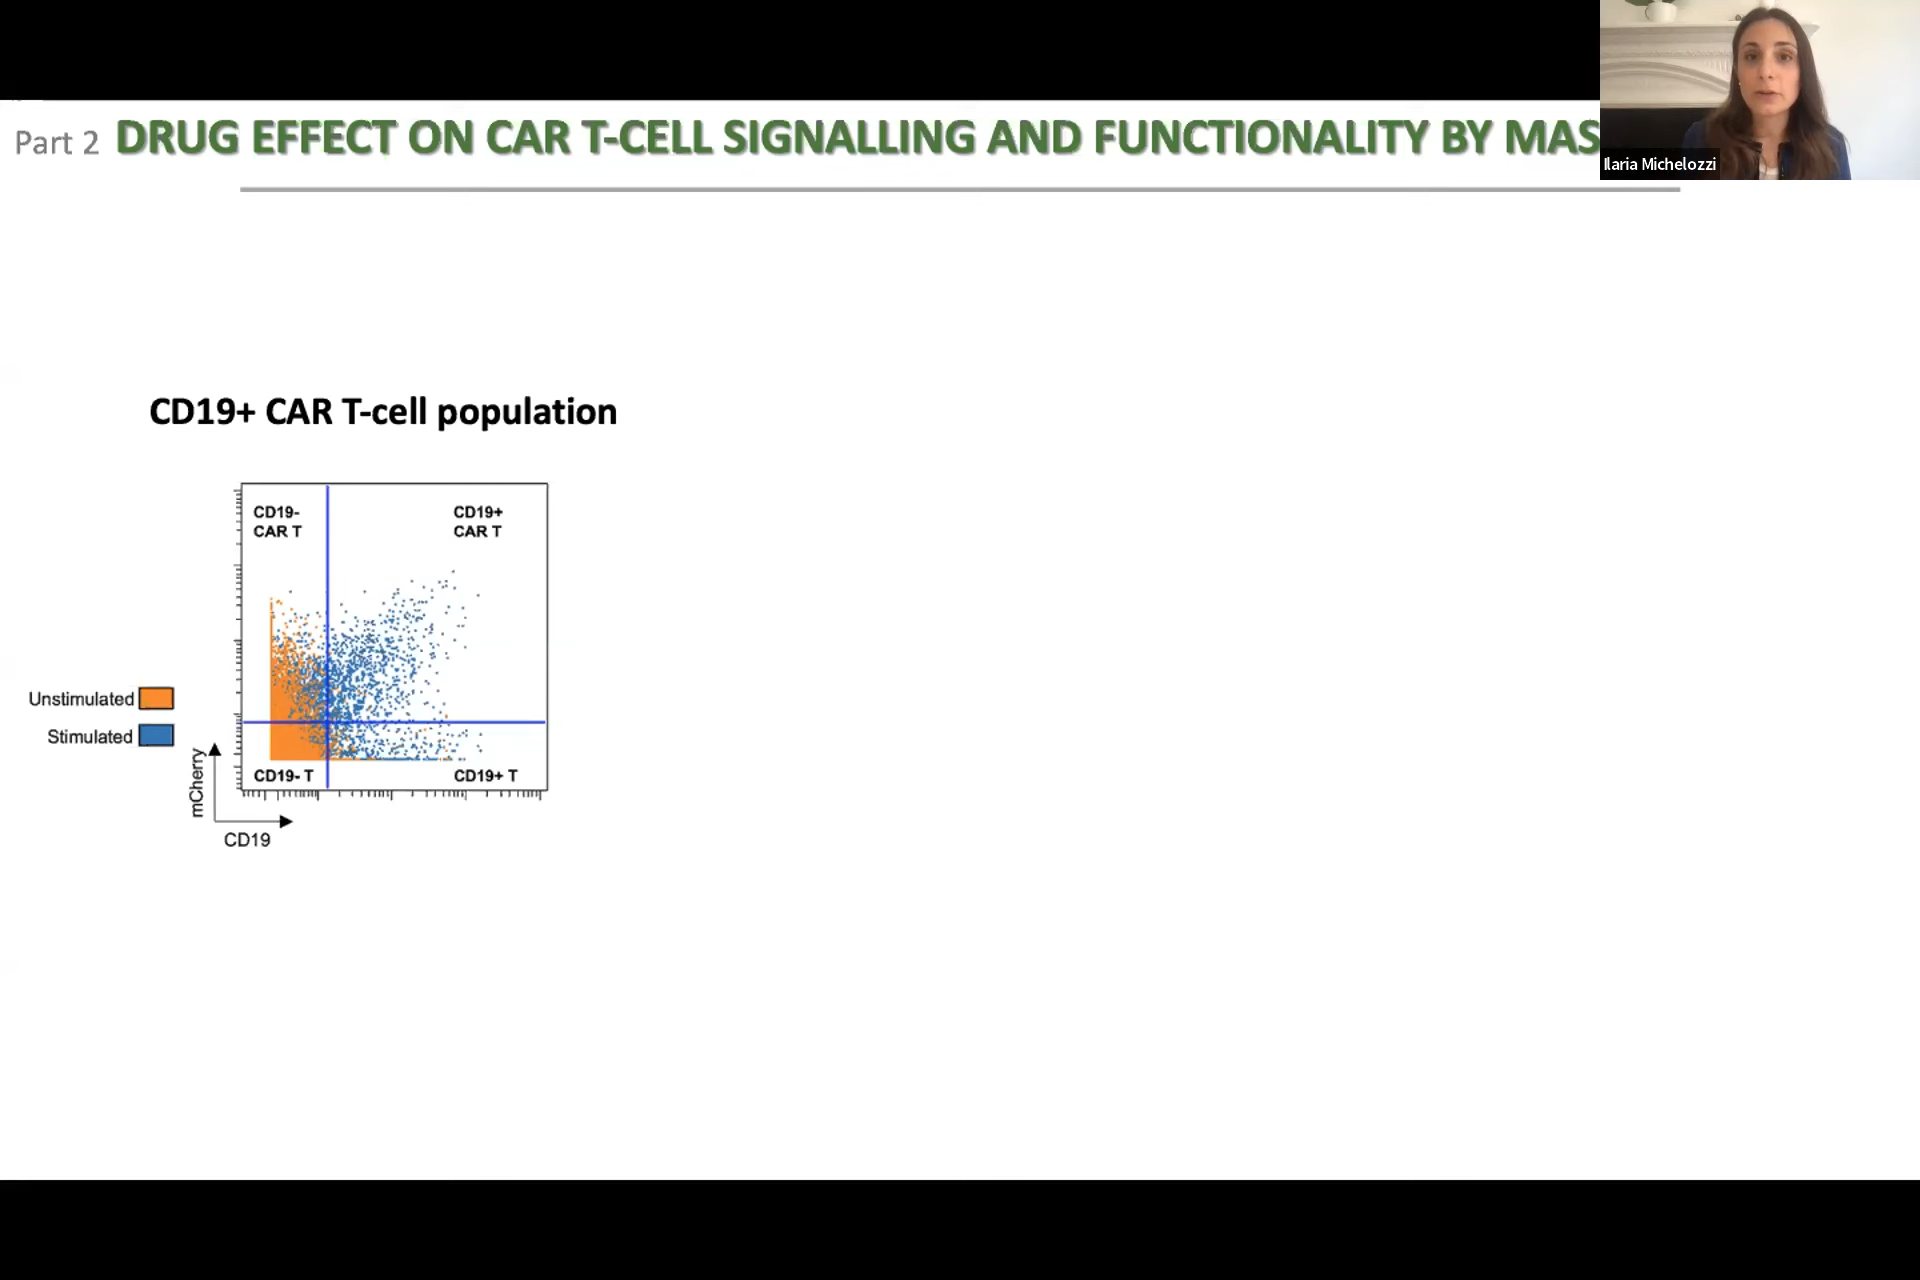 Part 2 DRUG EFFECT ON CAR T-CELL SIGNALLING AND FUNCTIONALITY BY MAS
Ilaria Michelozzi
CD19+ CAR T-cell population
CD19-
CAR T
CD19+
CAR T
Unstimulated
Stimulated
mCherry
CD19- T
CD19+ T
CD19